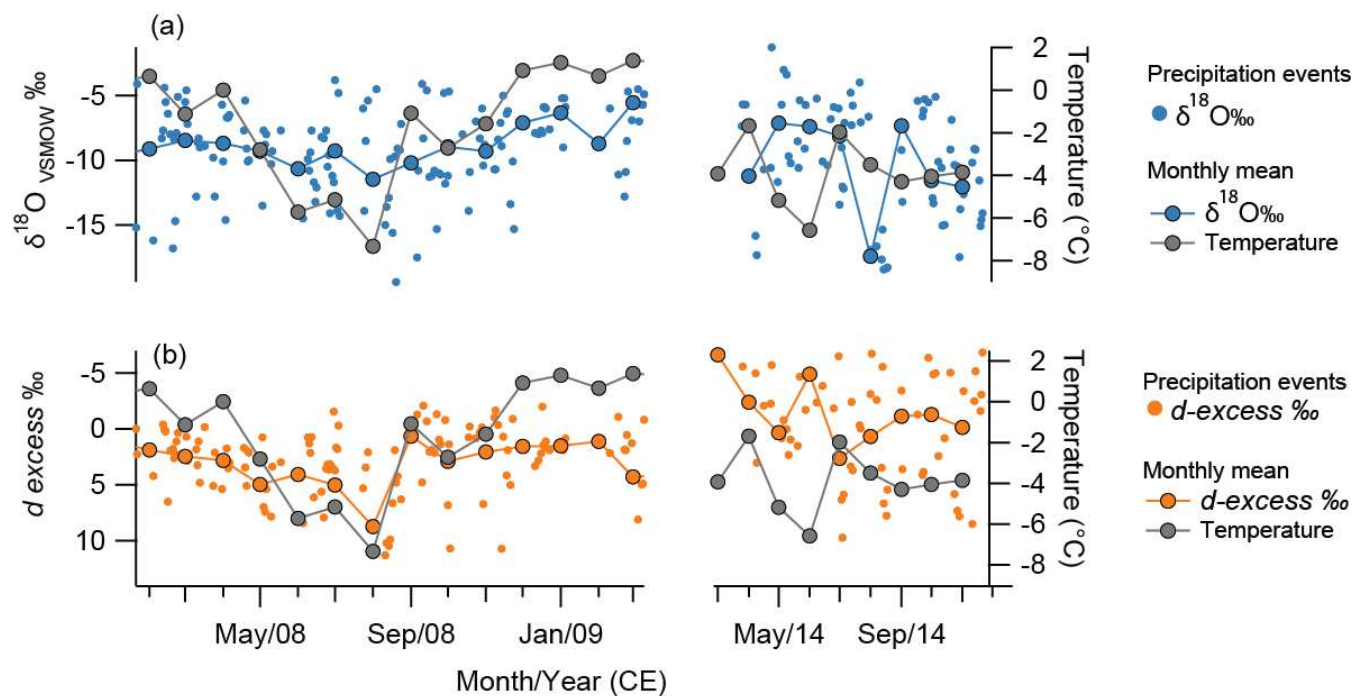 (a)
-5
-10
-15
δ18O VSMOW ‰
2
0
-2
-4
-6
-8
Temperature (°C)
Precipitation events
δ18O‰
Monthly mean
δ18O‰
Temperature
(b)
-5
0
5
10
d excess ‰
2
0
-2
-4
-6
-8
Temperature (°C)
Precipitation events
d-excess ‰
Monthly mean
d-excess ‰
Temperature
May/08 Sep/08 Jan/09 May/14 Sep/14
Month/Year (CE)